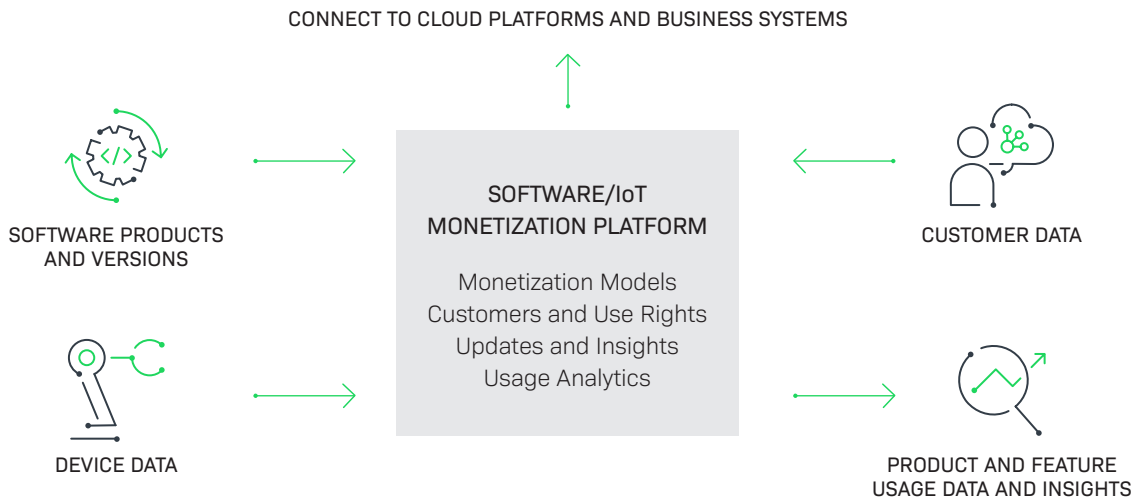 CONNECT TO CLOUD PLATFORMS AND BUSINESS SYSTEMS
</>
SOFTWARE PRODUCTS
AND VERSIONS
DEVICE DATA
SOFTWARE/IoT
MONETIZATION PLATFORM
Monetization Models
Customers and Use Rights
Updates and Insights
Usage Analytics
CUSTOMER DATA
PRODUCT AND FEATURE
USAGE DATA AND INSIGHTS